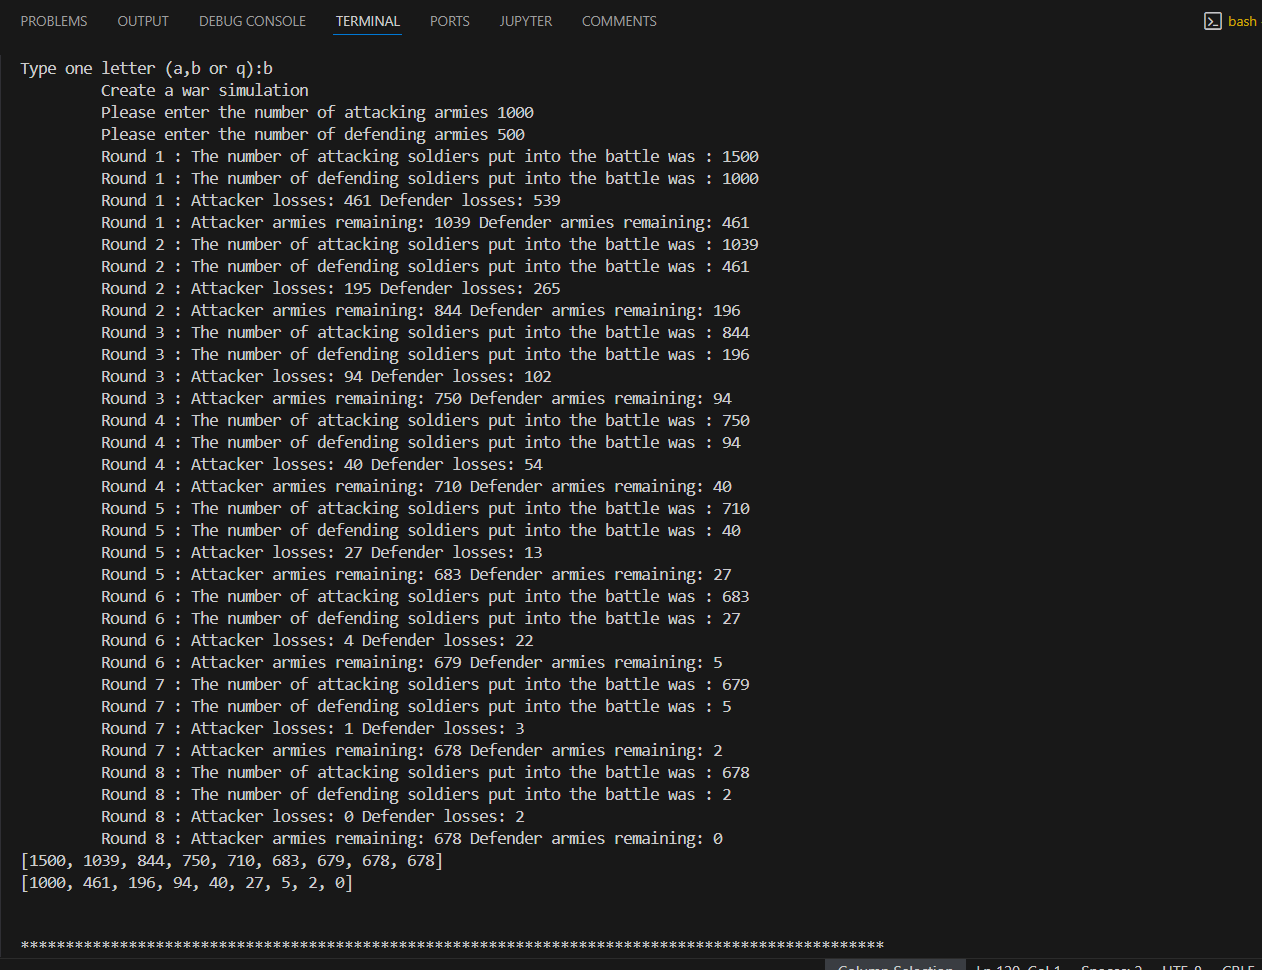 PROBLEMS OUTPUT DEBUG CONSOLE TERMINAL PORTS JUPYTER COMMENTS bash
Type one letter (a,b or q):b
Create a war simulation
Please enter the number of attacking armies 1000
Please enter the number of defending armies 500
Round 1 : The number of attacking soldiers put into the battle was : 1500
Round 1 : The number of defending soldiers put into the battle was : 1000
Round 1 : Attacker losses: 461 Defender losses: 539
Round 1 : Attacker armies remaining: 1039 Defender armies remaining: 461
Round 2 : The number of attacking soldiers put into the battle was : 1039
Round 2 : The number of defending soldiers put into the battle was : 461
Round 2 : Attacker losses: 195 Defender losses: 265
Round 2 : Attacker armies remaining: 844 Defender armies remaining: 196
Round 3 : The number of attacking soldiers put into the battle was : 844
Round 3 : The number of defending soldiers put into the battle was : 196
Round 3 : Attacker losses: 94 Defender losses: 102
Round 3 : Attacker armies remaining: 750 Defender armies remaining: 94
Round 4 : The number of attacking soldiers put into the battle was : 750
Round 4 : The number of defending soldiers put into the battle was : 94
Round 4 : Attacker losses: 40 Defender losses: 54
Round 4 : Attacker armies remaining: 710 Defender armies remaining: 40
Round 5 : The number of attacking soldiers put into the battle was : 710
Round 5 : The number of defending soldiers put into the battle was : 40
Round 5 : Attacker losses: 27 Defender losses: 13
Round 5 : Attacker armies remaining: 683 Defender armies remaining: 27
Round 6 : The number of attacking soldiers put into the battle was : 683
Round 6 : The number of defending soldiers put into the battle was : 27
Round 6 : Attacker losses: 4 Defender losses: 22
Round 6 : Attacker armies remaining: 679 Defender armies remaining: 5
Round 7 : The number of attacking soldiers put into the battle was : 679
Round 7 : The number of defending soldiers put into the battle was : 5
Round 7 : Attacker losses: 1 Defender losses: 3
Round 7 : Attacker armies remaining: 678 Defender armies remaining: 2
Round 8 : The number of attacking soldiers put into the battle was : 678
Round 8 : The number of defending soldiers put into the battle was : 2
Round 8 : Attacker losses: 0 Defender losses: 2
Round 8 : Attacker armies remaining: 678 Defender armies remaining: 0
[1500, 1039, 844, 750, 710, 683, 679, 678, 678]
[1000, 461, 196, 94, 40, 27, 5, 2, 0]
************************************************************************************************
Column Selection